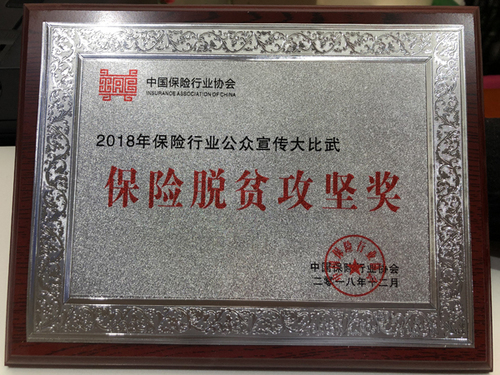 中国保险行业协会
INSURANCE ASSOCIATION OF CHINA
2018年保险行业公众宣传大比武
保险脱贫攻坚奖
中国保险行业协会
二零一八年十二月